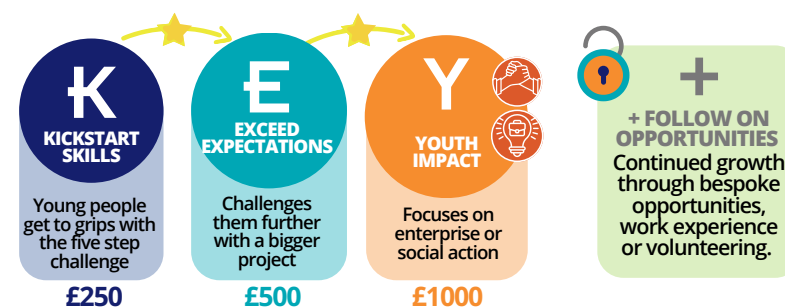 K
KICKSTART
SKILLS
Young people
get to grips with
the five step
challenge
£250
E
EXCEED
EXPECTATIONS
Challenges
them further
with a bigger
project
£500
Y
YOUTH
IMPACT
Focuses on
enterprise or
social action
£1000
+
+ FOLLOW ON
OPPORTUNITIES
Continued growth
through bespoke
opportunities,
work experience
or volunteering.